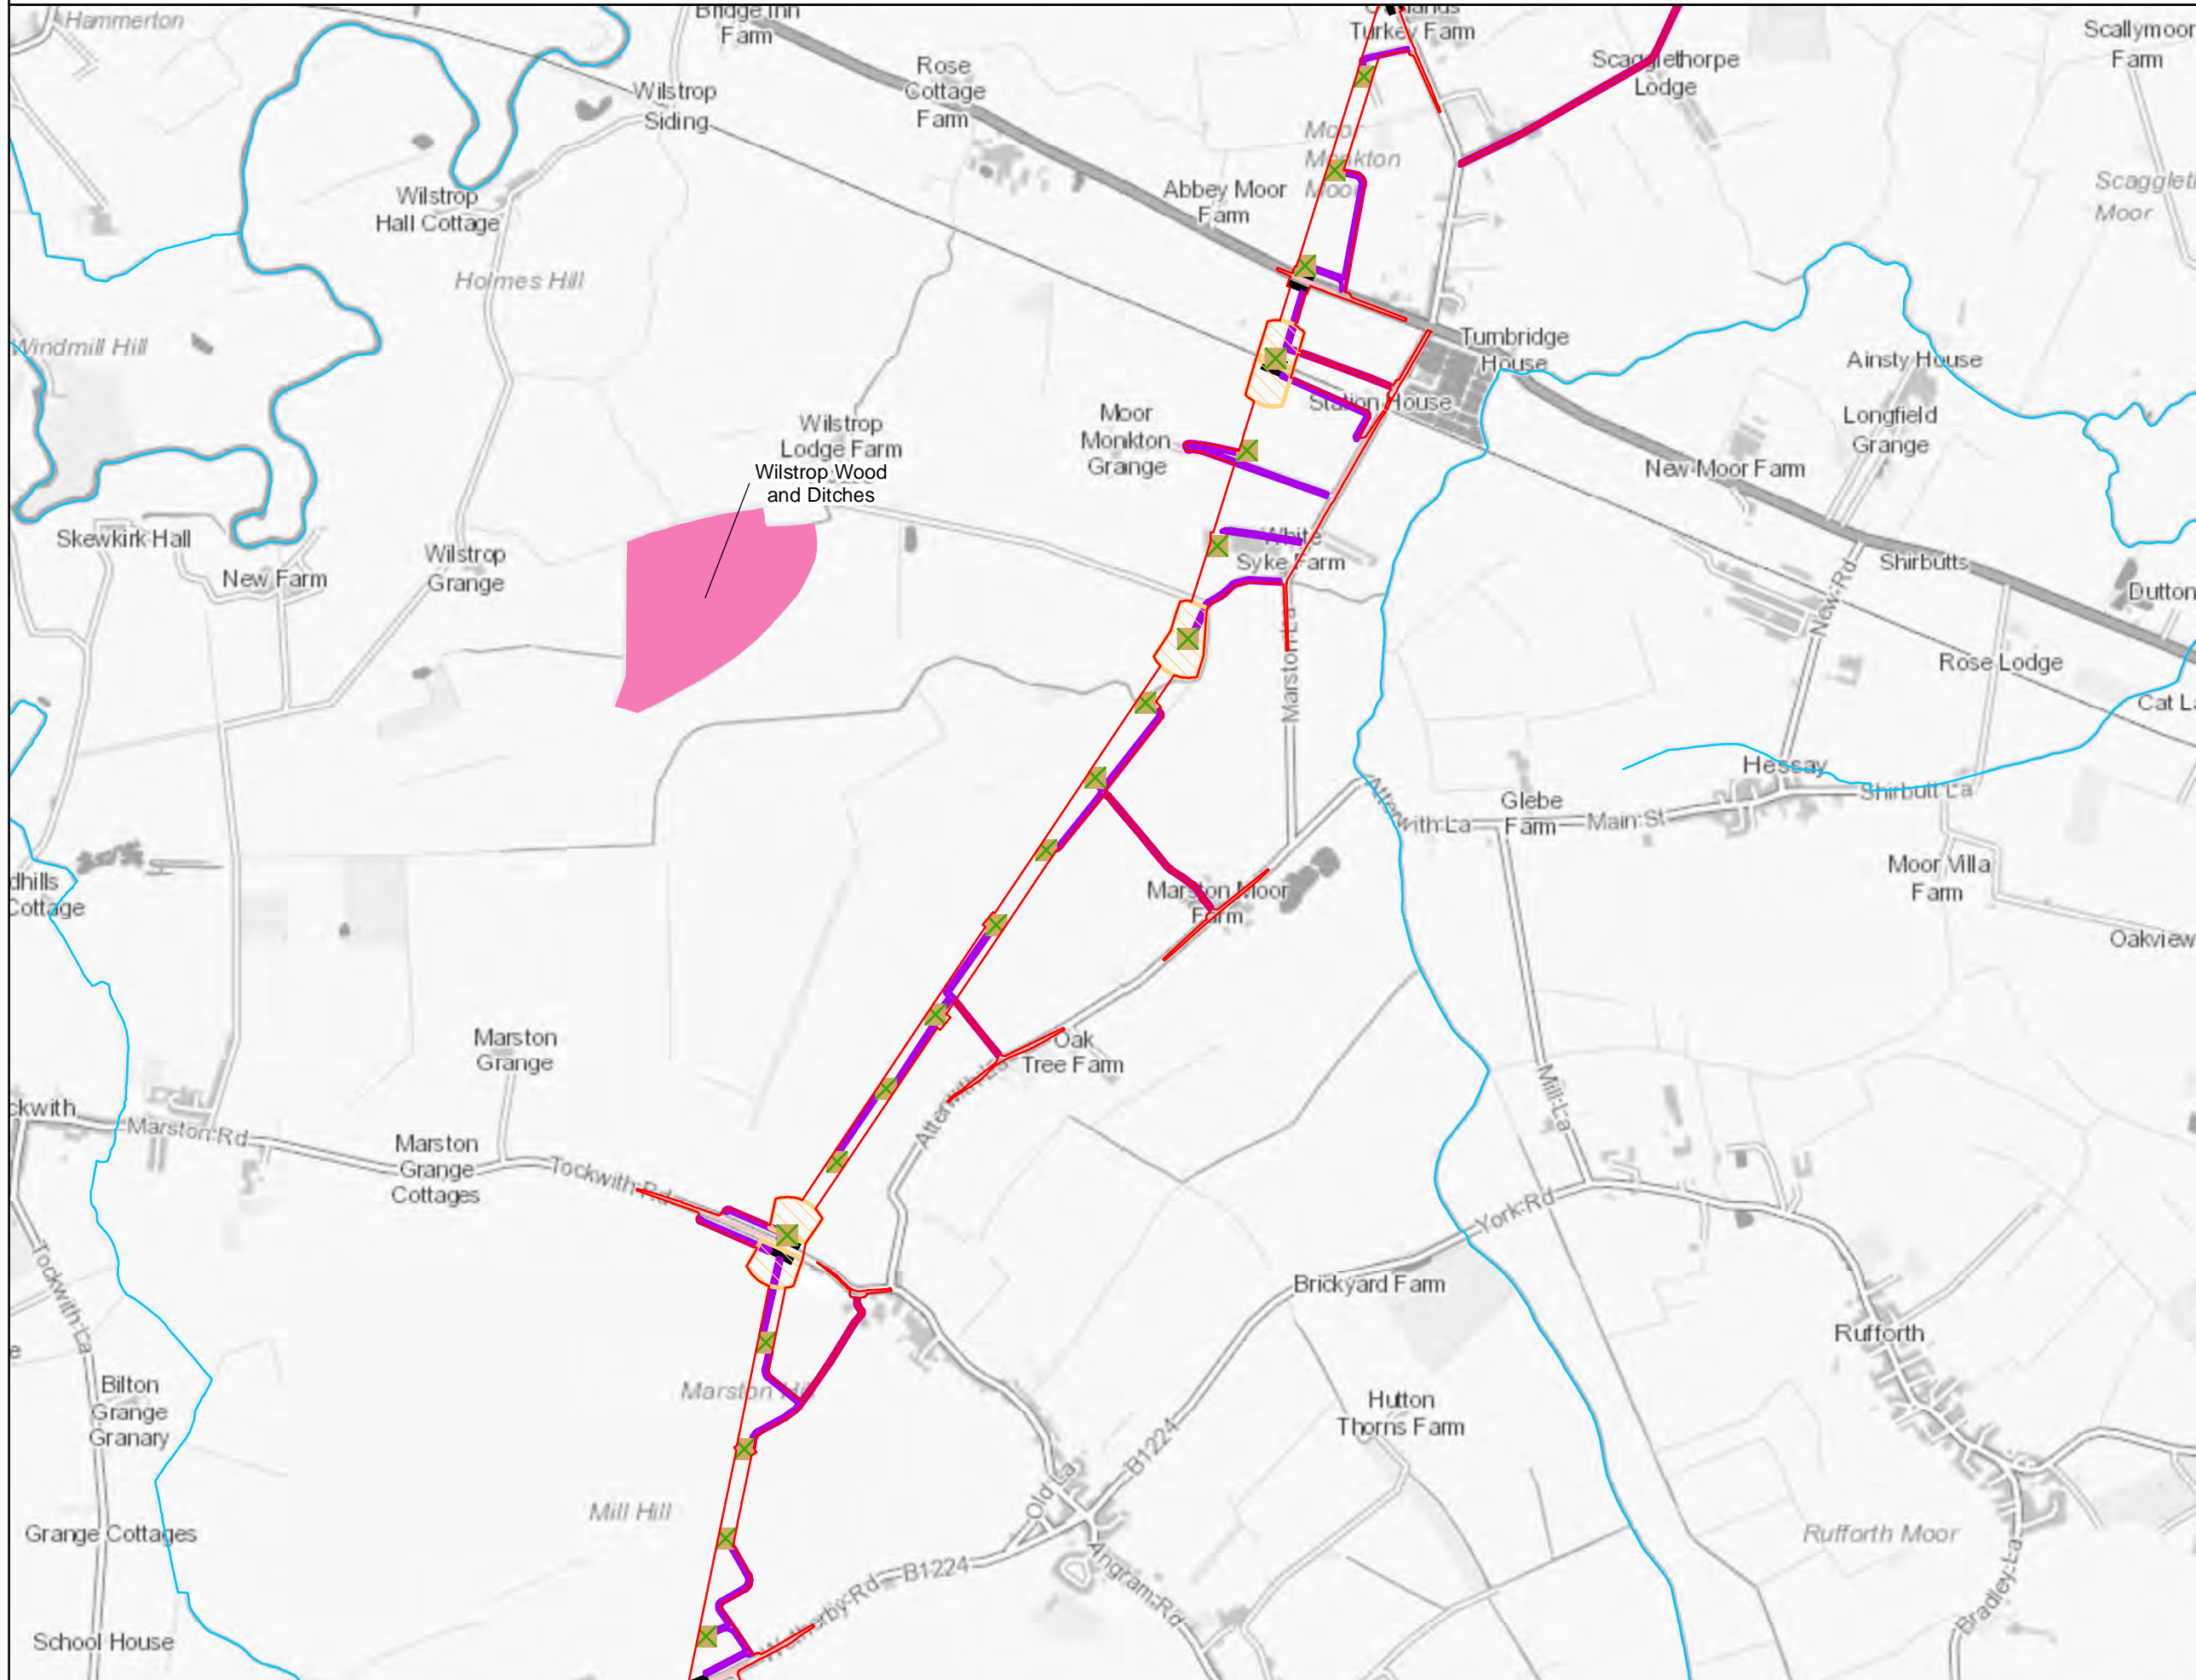 Hammerton
Bridge Inn
Farm
Turkey Farm
Scallymoor
Farm
Rose
Cottage
Farm
Scagglethorpe
Lodge
Wilstrop
Siding
Moor
Monkton
Moor
Abbey Moor
Farm
Wilstrop
Hall Cottage
Moor
Holmes Hill
Windmill Hill
Turnbridge
House
Ainsty House
Station House
Longfield
Grange
Moor
Monkton
Grange
Wilstrop
Lodge Farm
Wilstrop Wood
and Ditches
New Moor Farm
Skewkirk Hall
New Farm
Wilstrop
Grange
White
Syke Farm
Shirbutts
Dutton
New Rd
Marston La
Rose Lodge
Cat La
Hessay
Shirbutt La
Glebe
Farm
Main St
Atterwith La
Moor Villa
Farm
Marston Moor
Farm
dhills
Cottage
Oakview
Marston
Grange
Oak
Tree Farm
Atterwith La
Mill La
ckwith
Marston Rd
Marston
Grange
Cottages
Tockwith Rd
York Rd
Tockwith La
Brickyard Farm
Rufforth
Bilton
Grange
Granary
Marston Hill
Hutton
Thorns Farm
B1224
Old La
Mill Hill
Grange Cottages
Rufforth Moor
Angram Rd
B1224
Wetherby Rd
Bradley La
School House